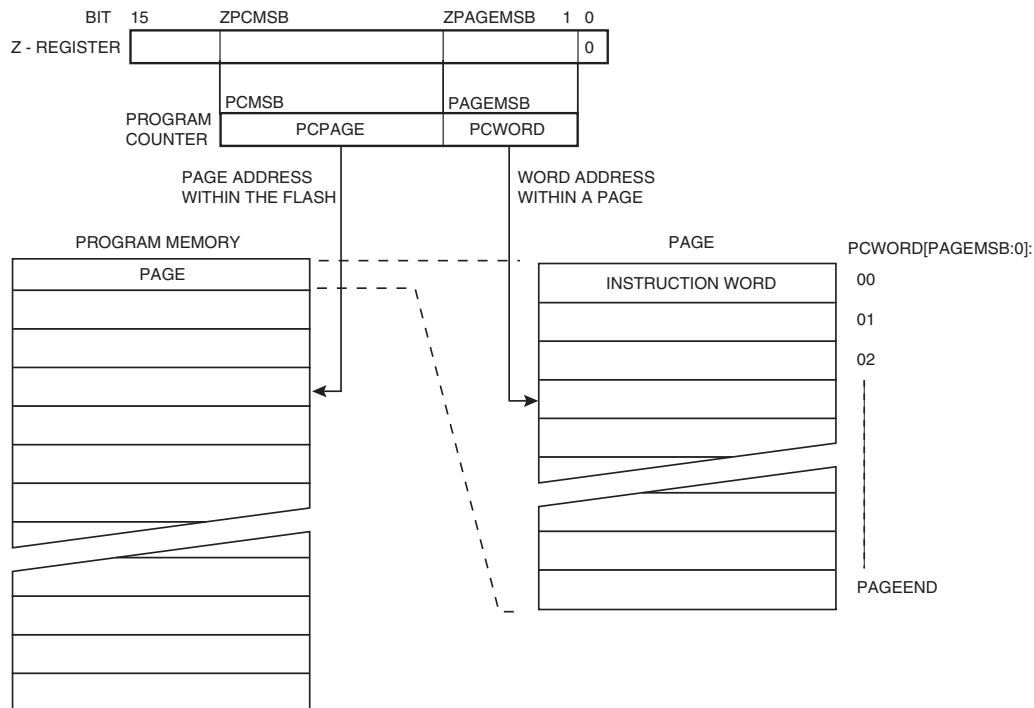 BIT 15 ZPCMSB ZPAGEMSB 1 0
Z - REGISTER 0
PCMSB PAGEMSB
PROGRAM
COUNTER
PCPAGE PCWORD
PAGE ADDRESS
WITHIN THE FLASH
WORD ADDRESS
WITHIN A PAGE
PROGRAM MEMORY
PAGE
PAGE
PCWORD[PAGEMSB:0]:
INSTRUCTION WORD
00
01
02
PAGEEND